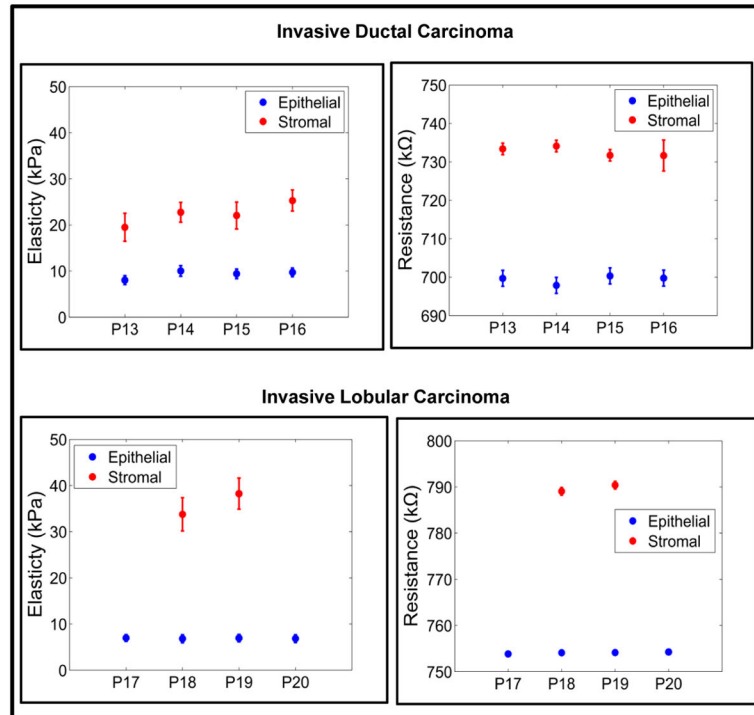 Invasive Ductal Carcinoma
Elasticty (kPa)
50
40
30
20
10
0
Epithelial
Stromal
P13 P14 P15 P16
Resistance (kΩ)
750
740
730
720
710
700
690
Epithelial
Stromal
P13 P14 P15 P16
Invasive Lobular Carcinoma
Elasticty (kPa)
50
40
30
20
10
0
Epithelial
Stromal
P17 P18 P19 P20
Resistance (kΩ)
800
790
780
770
760
750
Epithelial
Stromal
P17 P18 P19 P20